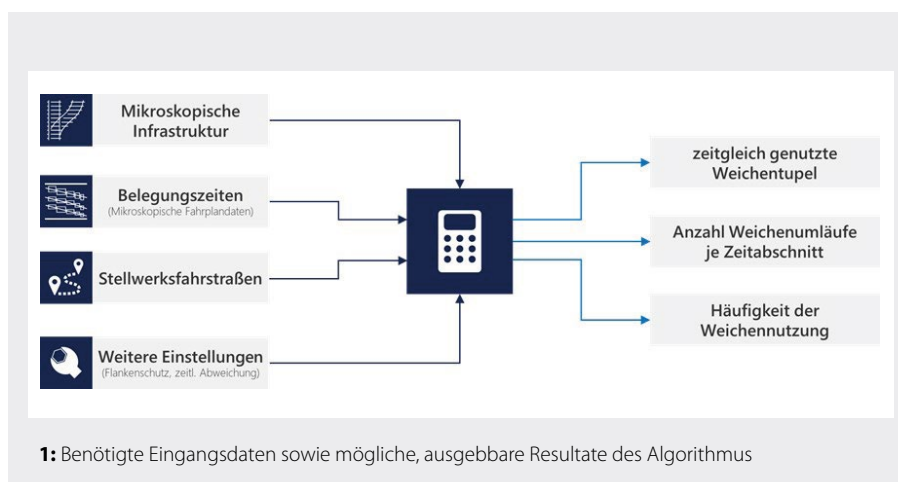 Mikroskopische
Infrastruktur
Belegungszeiten
(Mikroskopische Fahrplandaten)
Stellwerksfahrstraßen
Weitere Einstellungen
(Flankenschutz, zeitl. Abweichung)
zeitgleich genutzte
Weichentupel
Anzahl Weichenumläufe
je Zeitabschnitt
Häufigkeit der
Weichennutzung
1: Benötigte Eingangsdaten sowie mögliche, ausgebbare Resultate des Algorithmus